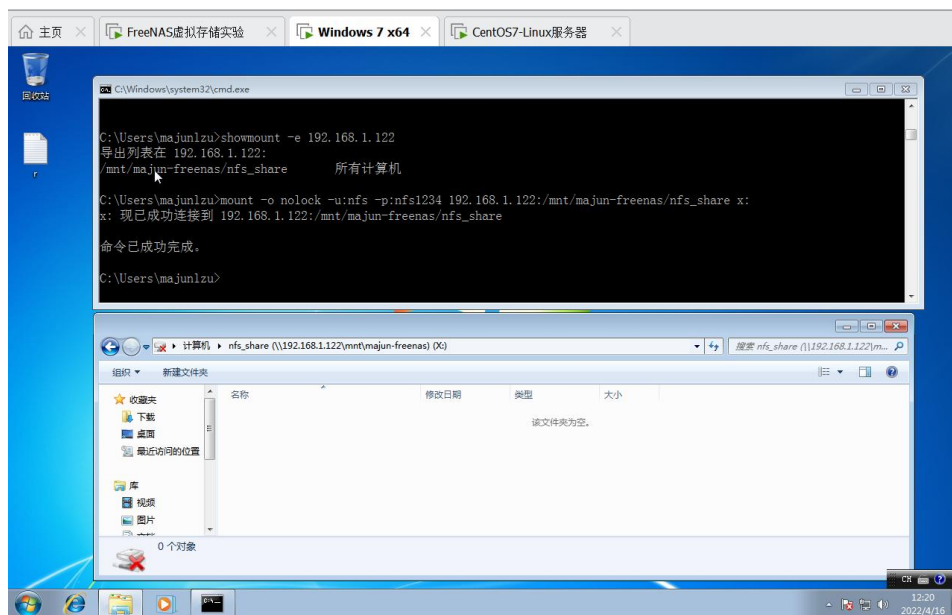 主页
FreeNAS虚拟存储实验
Windows 7 x64
CentOS7-Linux服务器
回收站
r
C:\Windows\system32\cmd.exe
C:\Users\majunlzu>showmount -e 192.168.1.122
导出列表在 192.168.1.122:
/mnt/majun-freenas/nfs_share 所有计算机
C:\Users\majunlzu>mount -o nolock -u:nfs -p:nfs1234 192.168.1.122:/mnt/majun-freenas/nfs_share x:
x: 现已成功连接到 192.168.1.122:/mnt/majun-freenas/nfs_share
命令已成功完成。
C:\Users\majunlzu>
计算机 nfs_share (\\192.168.1.122\mnt\majun-freenas) (X:)
搜索 nfs_share (\\192.168.1.122\m...
组织 新建文件夹
名称 修改日期 类型 大小
该文件夹为空。
收藏夹
下载
桌面
最近访问的位置
库
视频
图片
0 个对象
CH
12:20
2022/4/16